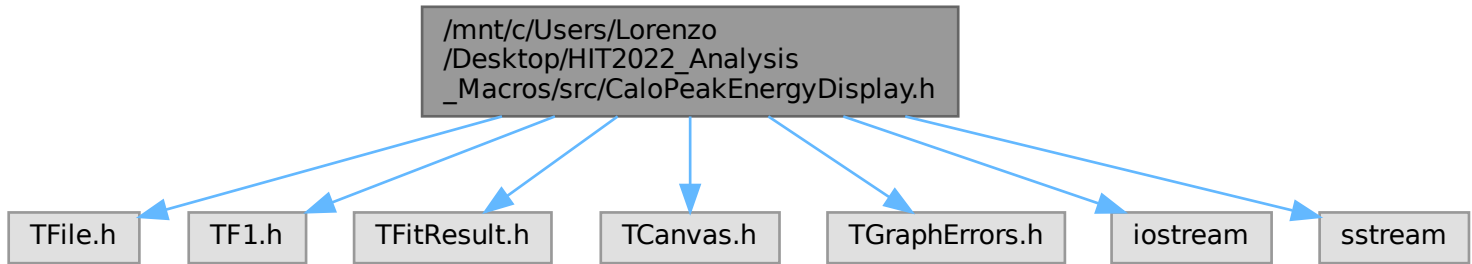 /mnt/c/Users/Lorenzo
/Desktop/HIT2022_Analysis
_Macros/src/CaloPeakEnergyDisplay.h
TFile.h
TF1.h
TFitResult.h
TCanvas.h
TGraphErrors.h
iostream
sstream